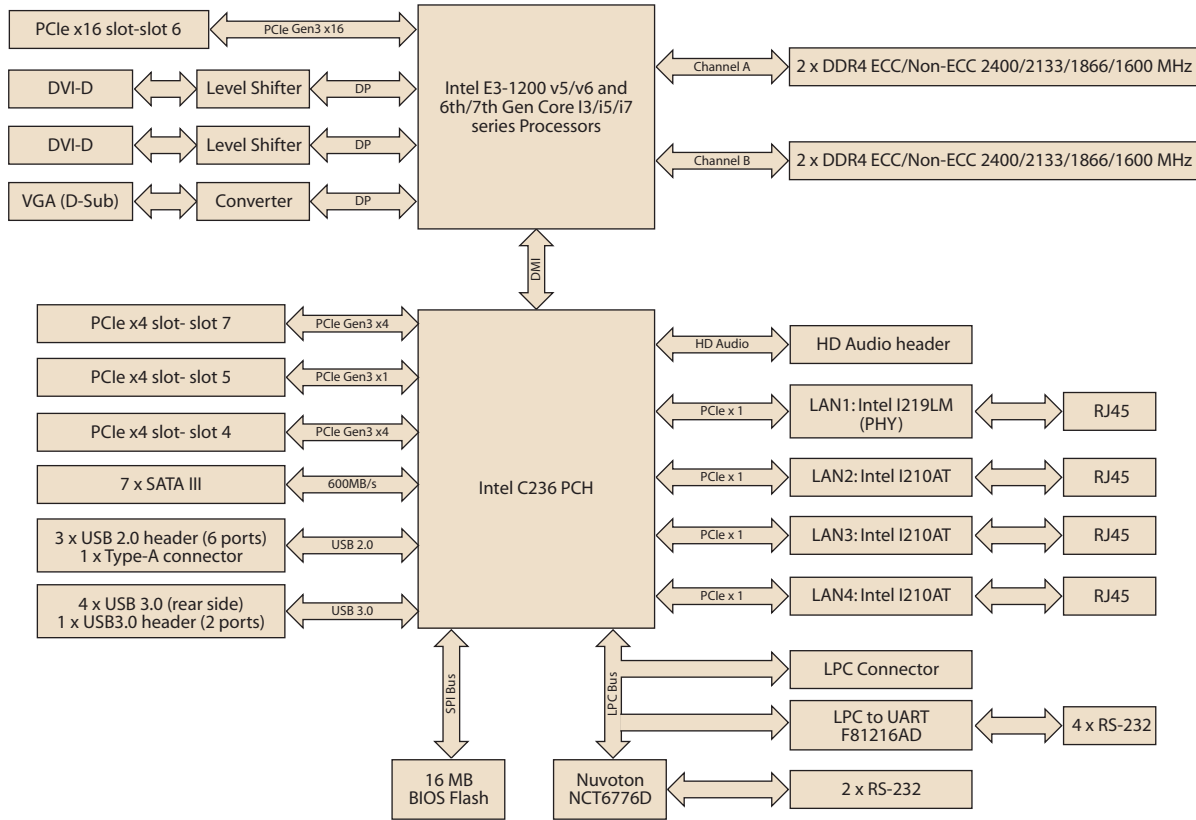 PCIe x16 slot-slot 6
PCIe Gen3 x16
DVI-D
Level Shifter
DP
DVI-D
Level Shifter
DP
VGA (D-Sub)
Converter
DP
Intel E3-1200 v5/v6 and
6th/7th Gen Core I3/i5/i7
series Processors
Channel A
2 x DDR4 ECC/Non-ECC 2400/2133/1866/1600 MHz
Channel B
2 x DDR4 ECC/Non-ECC 2400/2133/1866/1600 MHz
DMI
PCIe x4 slot- slot 7
PCIe Gen3 x4
PCIe x4 slot- slot 5
PCIe Gen3 x1
PCIe x4 slot- slot 4
PCIe Gen3 x4
7 x SATA III
600MB/s
3 x USB 2.0 header (6 ports)
1 x Type-A connector
USB 2.0
4 x USB 3.0 (rear side)
1 x USB3.0 header (2 ports)
USB 3.0
Intel C236 PCH
HD Audio
HD Audio header
PCIe x 1
LAN1: Intel I219LM
(PHY)
RJ45
PCIe x 1
LAN2: Intel I210AT
RJ45
PCIe x 1
LAN3: Intel I210AT
RJ45
PCIe x 1
LAN4: Intel I210AT
RJ45
SPI Bus
LPC Bus
LPC Connector
LPC to UART
F81216AD
4 x RS-232
16 MB
BIOS Flash
Nuvoton
NCT6776D
2 x RS-232